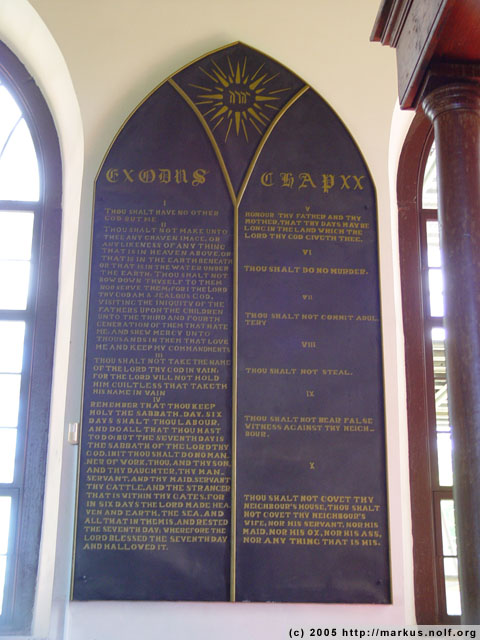 EXODUS
I
THOU SHALT HAVE NO OTHER
GOD BUT ME.
II
THOU SHALT NOT MAKE UNTO
THEE ANY GRAVEN IMAGE, OR
ANY LIKENESS OF ANY THING
THAT IS IN HEAVEN ABOVE, OR
THAT IS IN THE EARTH BENEATH
OR THAT IS IN THE WATER UNDER
THE EARTH: THOU SHALT NOT
BOW DOWN THYSELF TO THEM
NOR SERVE THEM; FOR I THE LORD
THY GOD AM A JEALOUS GOD,
VISITING THE INIQUITY OF THE
FATHERS UPON THE CHILDREN
UNTO THE THIRD AND FOURTH
GENERATION OF THEM THAT HATE
ME; AND SHEW MERCY UNTO
THOUSANDS IN THEM THAT LOVE
ME AND KEEP MY COMMANDMENTS
III
THOU SHALT NOT TAKE THE NAME
OF THE LORD THY GOD IN VAIN:
FOR THE LORD WILL NOT HOLD
HIM GUILTLESS THAT TAKETH
HIS NAME IN VAIN
IV
REMEMBER THAT THOU KEEP
HOLY THE SABBATH. DAY, SIX
DAYS SHALT THOU LABOUR,
AND DO ALL THAT THOU HAST
TO DO: BUT THE SEVENTH DAY IS
THE SABBATH OF THE LORD THY
GOD. IN IT THOU SHALT DO NO MAN.
NER OF WORK, THOU, AND THY SON,
AND THY DAUGHTER, THY MAN_
SERVANT, AND THY MAID, SERVANT
THY CATTLE, AND THE STRANGER
THAT IS WITHIN THY GATES. FOR
IN SIX DAYS THE LORD MADE HEA_
VEN AND EARTH, THE SEA, AND
ALL THAT IN THEM IS, AND RESTED
THE SEVENTH DAY. WHEREFORE THE
LORD BLESSED THE SEVENTH DAY
AND HALLOWED IT.
CHAP XX
V
HONOUR THY FATHER AND THY
MOTHER, THAT THY DAYS MAY BE
LONG IN THE LAND WHICH THE
LORD THY GOD GIVETH THEE.
VI
THOU SHALT DO NO MURDER.
VII
THOU SHALT NOT COMMIT ADUL
TERY
VIII
THOU SHALT NOT STEAL.
IX
THOU SHALT NOT BEAR FALSE
WITNESS AGAINST THY NEIGH_
BOUR.
X
THOU SHALT NOT COVET THY
NEIGHBOUR'S HOUSE, THOU SHALT
NOT COVET THY NEIGHBOUR'S
WIFE, NOR HIS SERVANT, NOR HIS
MAID, NOR HIS OX, NOR HIS ASS,
NOR ANY THING THAT IS HIS.
(c) 2005 http://markus.nolf.org